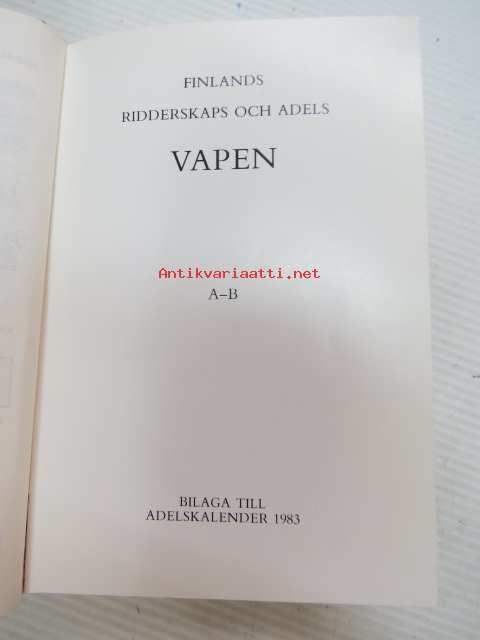 FINLANDS
RIDDERSKAPS OCH ADELS
VAPEN
Antikvariaatti.net
A–B
BILAGA TILL
ADELSKALENDER 1983